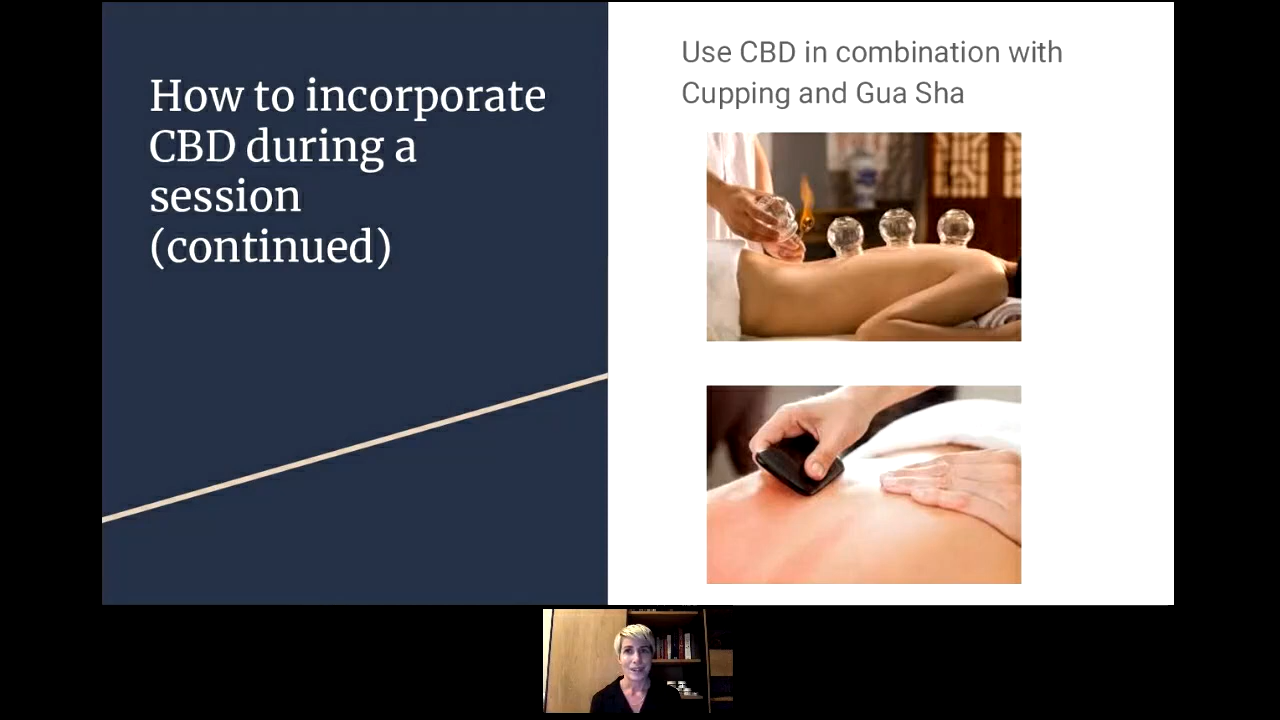 How to incorporate
CBD during a
session
(continued)
Use CBD in combination with
Cupping and Gua Sha